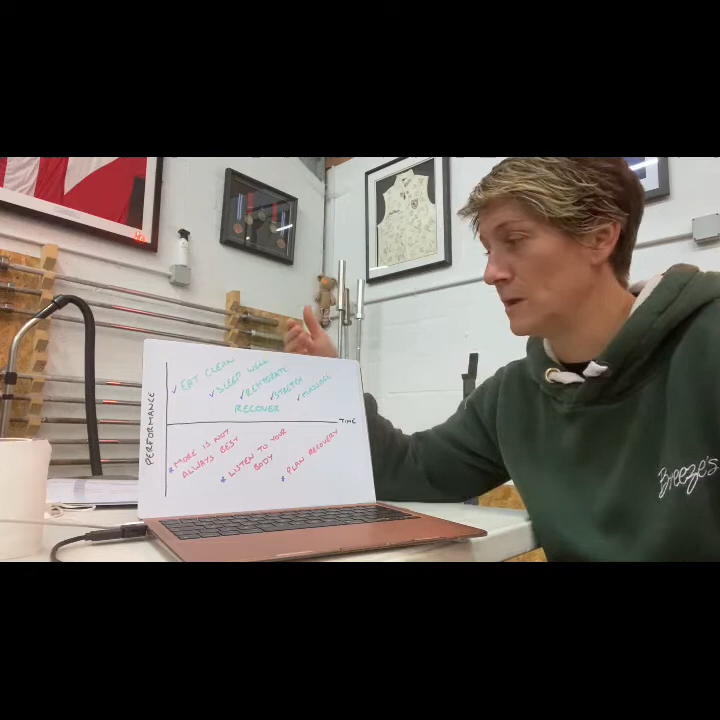 PERFORMANCE
✓ EAT CLEAN
✓ SLEEP WELL
✓ REHYDRATE
✓ STRETCH
✓ MASSAGE
RECOVER
TIME
* MORE IS NOT
ALWAYS BEST
* LISTEN TO YOUR
BODY
* PLAN RECOVERY
Breeze's